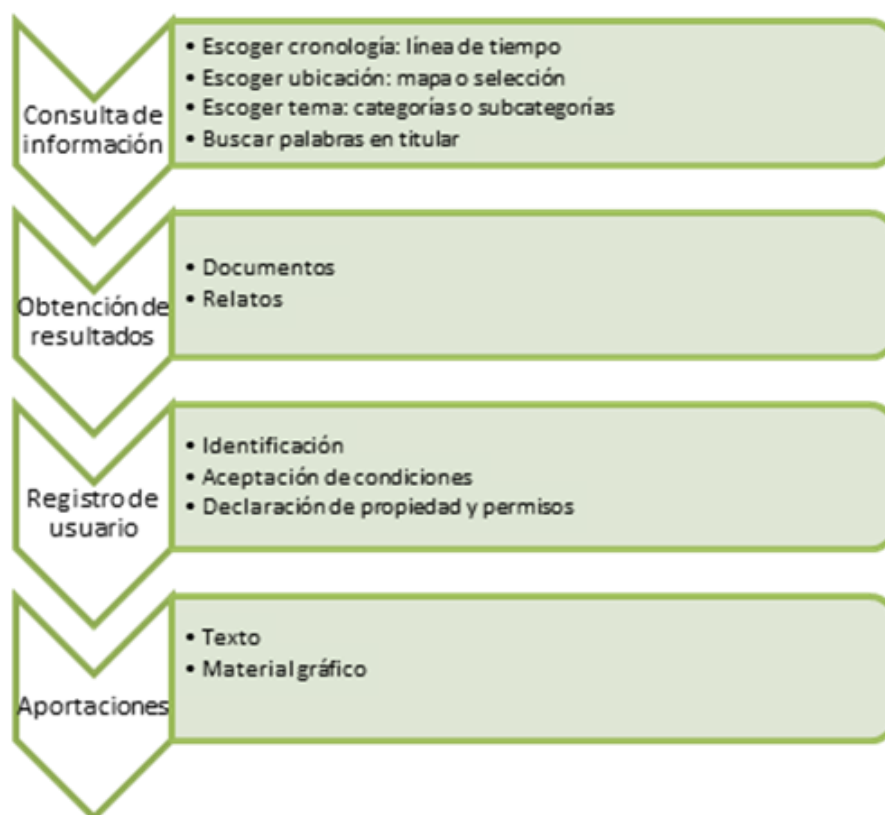 Consulta de
información
• Escoger cronología: línea de tiempo
• Escoger ubicación: mapa o selección
• Escoger tema: categorías o subcategorías
• Buscar palabras en titular
Obtención de
resultados
• Documentos
• Relatos
Registro de
usuario
• Identificación
• Aceptación de condiciones
• Declaración de propiedad y permisos
Aportaciones
• Texto
• Material gráfico